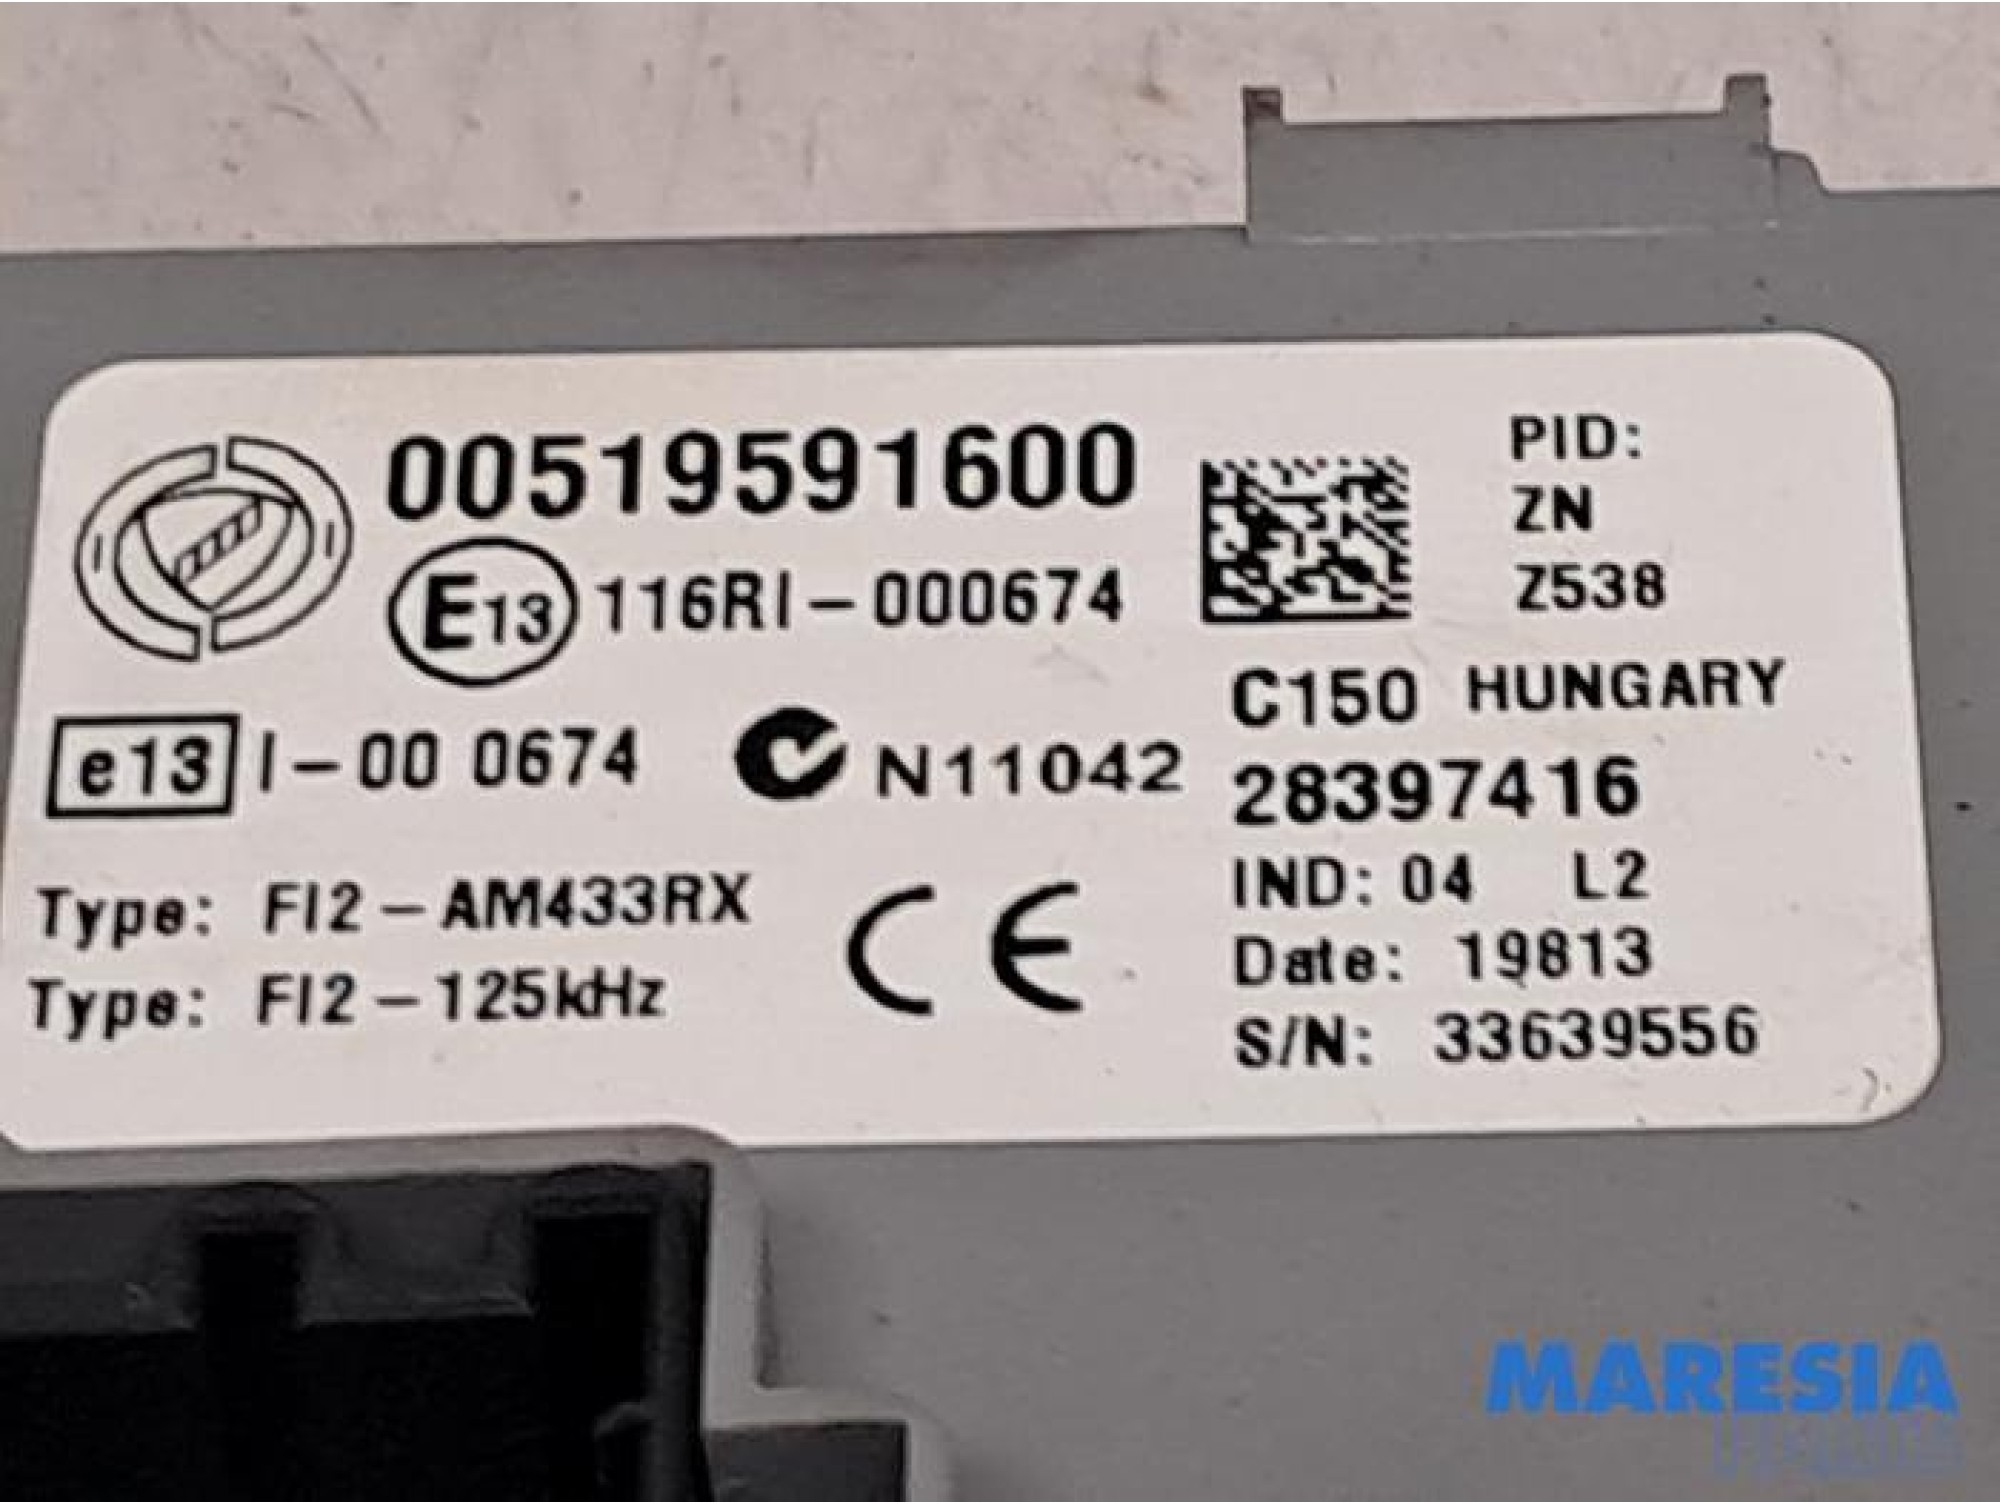 00519591600
E13 116RI-000674
e13 I-00 0674
N11042
Type: FI2-AM433RX
Type: FI2-125kHz
CE
PID:
ZN
Z538
C150 HUNGARY
28397416
IND: 04 L2
Date: 19813
S/N: 33639556
MARESIA